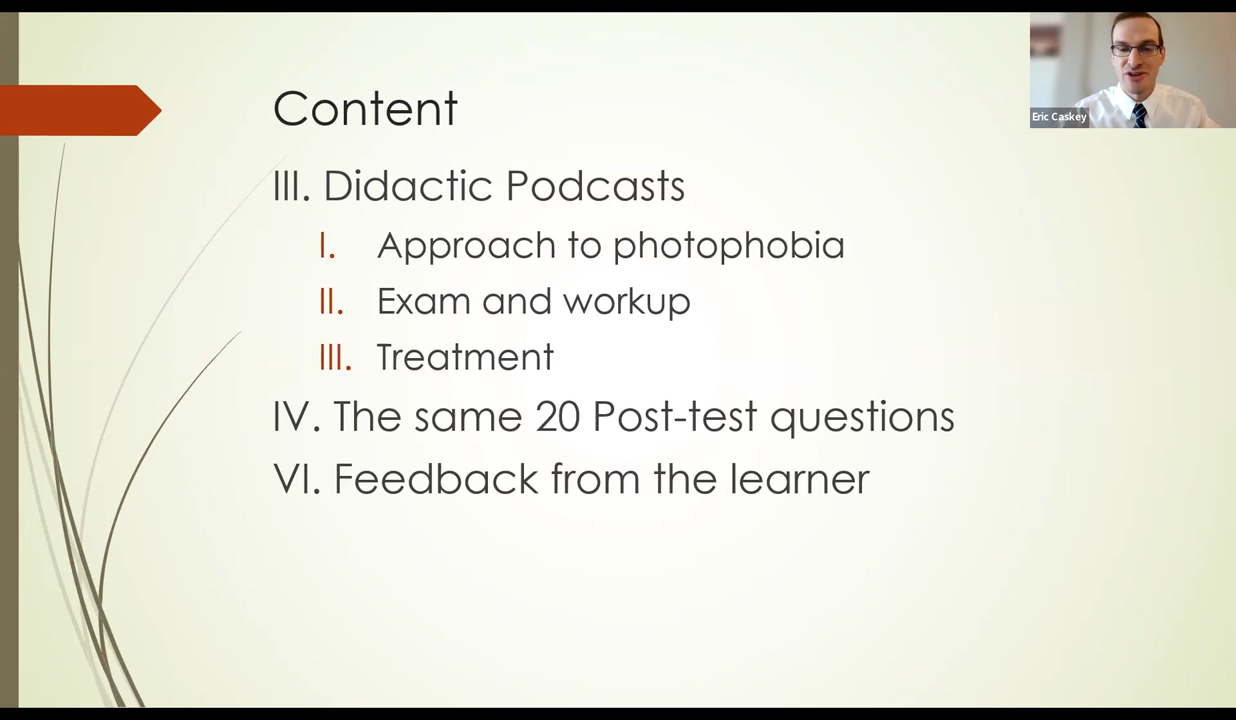 Content
III. Didactic Podcasts
I. Approach to photophobia
II. Exam and workup
III. Treatment
IV. The same 20 Post-test questions
VI. Feedback from the learner
Eric Caskey